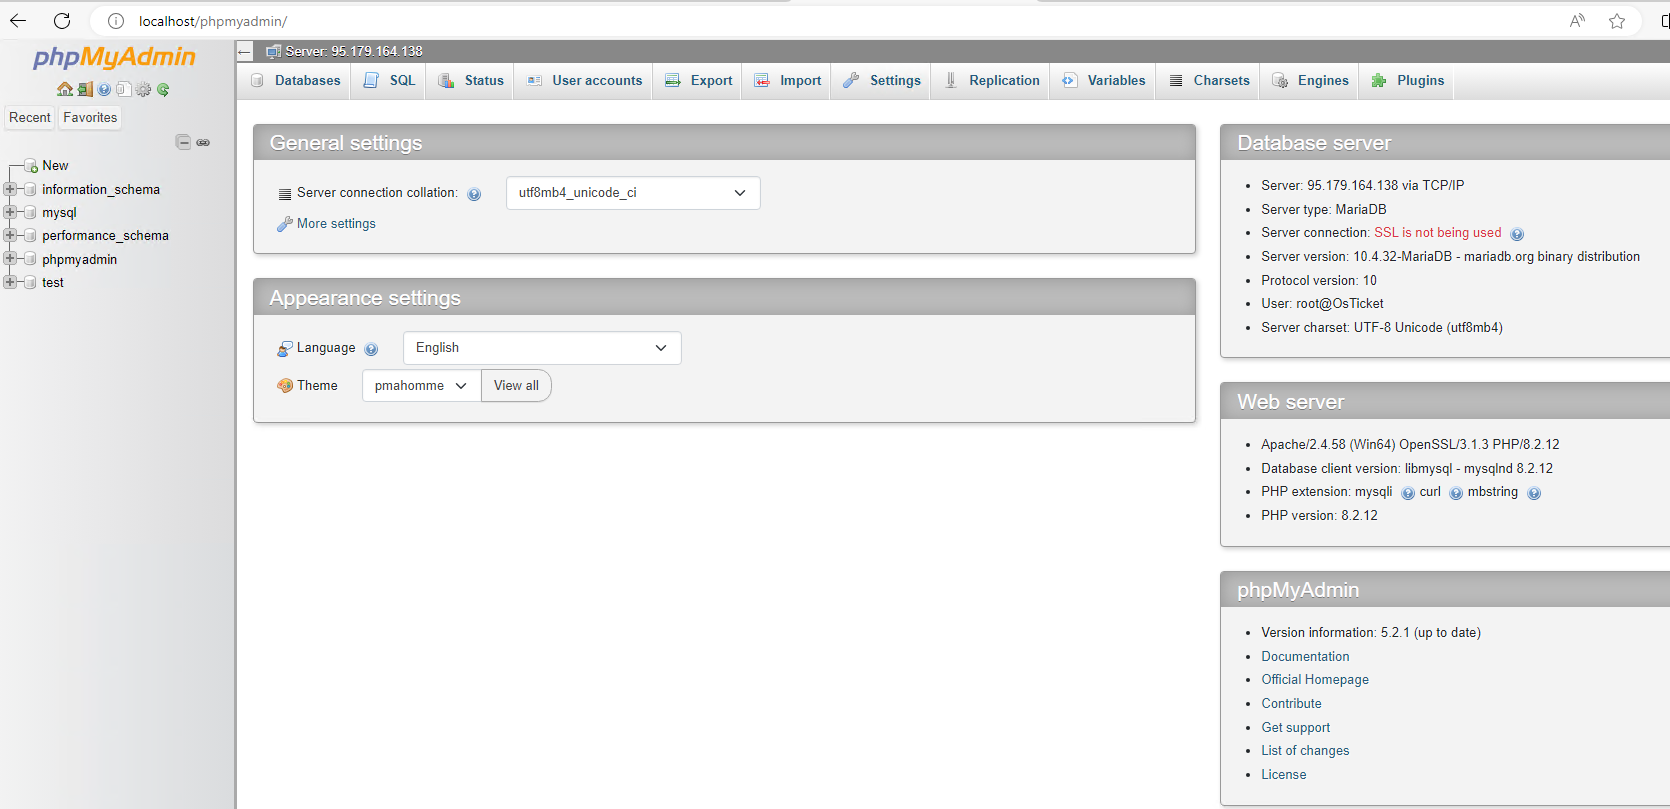 localhost/phpmyadmin/
phpMyAdmin
Recent
Favorites
New
information_schema
mysql
performance_schema
phpmyadmin
test
Server: 95.179.164.138
Databases
SQL
Status
User accounts
Export
Import
Settings
Replication
Variables
Charsets
Engines
Plugins
General settings
Server connection collation:
utf8mb4_unicode_ci
More settings
Appearance settings
Language
English
Theme
pmahomme
View all
Database server
Server: 95.179.164.138 via TCP/IP
Server type: MariaDB
Server connection: SSL is not being used
Server version: 10.4.32-MariaDB - mariadb.org binary distribution
Protocol version: 10
User: root@OsTicket
Server charset: UTF-8 Unicode (utf8mb4)
Web server
Apache/2.4.58 (Win64) OpenSSL/3.1.3 PHP/8.2.12
Database client version: libmysql - mysqlnd 8.2.12
PHP extension: mysqli curl mbstring
PHP version: 8.2.12
phpMyAdmin
Version information: 5.2.1 (up to date)
Documentation
Official Homepage
Contribute
Get support
List of changes
License